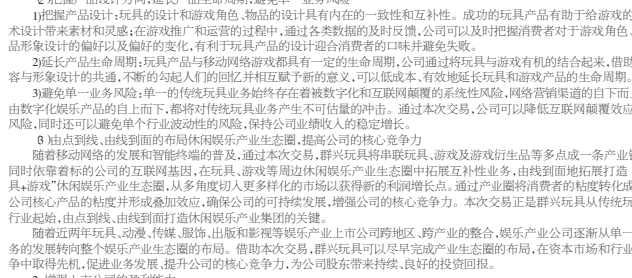 1)把握产品设计:玩具的设计和游戏角色、物品的设计具有内在的一致性和互补性。成功的玩具产品有助于给游戏的
术设计带来素材和灵感;在游戏推广和运营的过程中,通过各类数据的及时反馈,公司可以及时把握消费者对于游戏角色、
品形象设计的偏好以及偏好的变化,有利于玩具产品的设计迎合消费者的口味并避免失败。
2)延长产品生命周期:玩具产品与移动网络游戏都具有一定的生命周期,公司通过将玩具与游戏有机的结合起来,借助
容与形象设计的共通,不断的勾起人们的回忆并相互赋予新的意义,可以低成本、有效地延长玩具和游戏产品的生命周期。
3)避免单一业务风险:单一的传统玩具业务始终存在着被数字化和互联网颠覆的系统性风险,网络营销渠道的自下而上
由数字化娱乐产品的自上而下,都将对传统玩具业务产生不可估量的冲击。通过本次交易,公司可以降低互联网颠覆效应
风险,同时还可以避免单个行业波动性的风险,保持公司业绩收入的稳定增长。
(3)由点到线、由线到面的布局休闲娱乐产业生态圈,提高公司的核心竞争力
随着移动网络的发展和智能终端的普及,通过本次交易,群兴玩具将串联玩具、游戏及游戏衍生品等多点成一条产业链
同时依靠着标的公司的互联网基因,在玩具、游戏等周边休闲娱乐产业生态圈中拓展互补性业务,由线到面地拓展打造
具+游戏"休闲娱乐产业生态圈,从多角度切入更多样化的市场以获得新的利润增长点。通过产业圈将消费者的粘度转化成
公司核心产品的粘度并形成叠加效应,确保公司的可持续发展,增强公司的核心竞争力。本次交易正是群兴玩具从传统玩
行业起始,由点到线、由线到面打造休闲娱乐产业集团的关键。
随着近两年玩具、动漫、传媒、服饰、出版和影视等娱乐产业上市公司跨地区、跨产业的整合,娱乐产业公司逐渐从单一
务的发展转向整个娱乐产业生态圈的布局。借助本次交易,群兴玩具可以尽早完成产业生态圈的布局,在资本市场和行业
争中取得先机,促进业务发展、提升公司的核心竞争力,为公司股东带来持续、良好的投资回报。